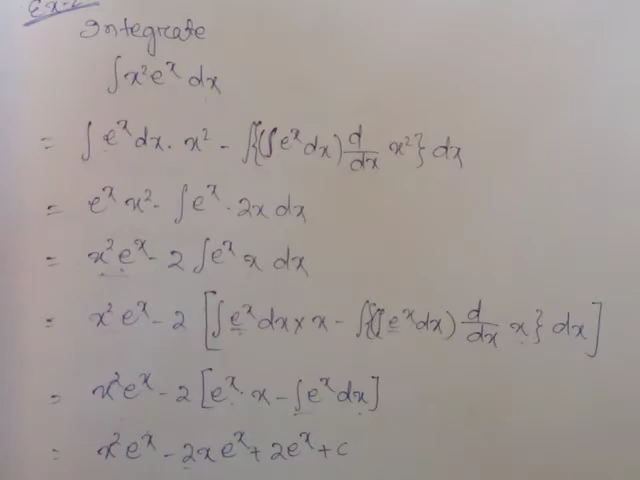 Ex-2
Integrate
∫x²eˣ dx
= ∫eˣdx· x² - ∫{(∫eˣdx) d/dx x²} dx
= eˣ x² - ∫eˣ · 2x dx
= x²eˣ - 2 ∫eˣ x dx
= x²eˣ - 2 [∫eˣdx × x - ∫{(∫eˣdx) d/dx x} dx]
= x²eˣ - 2 [eˣ · x - ∫eˣdx]
= x²eˣ - 2xeˣ + 2eˣ + c